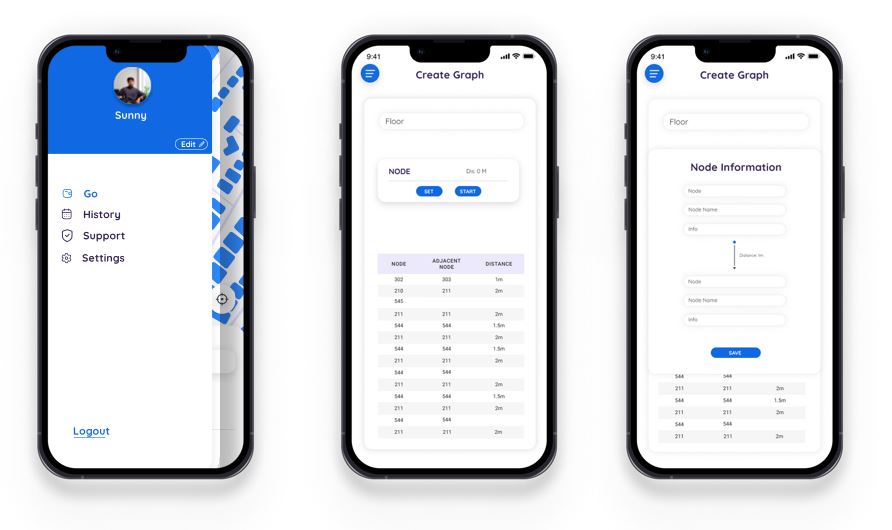 Sunny
Edit
Go
History
Support
Settings
Logout
9:41
Create Graph
Floor
NODE Dis 0 M
SET START
NODE ADJACENT NODE DISTANCE
302 303 1m
210 211 2m
545
211 211 2m
544 544 1.5m
211 211 2m
544 544 1.5m
211 211 2m
544 544
211 211 2m
544 544 1.5m
211 211 2m
544 544
211 211 2m
9:41
Create Graph
Floor
Node Information
Node
Node Name
Info
Distance 1m
Node
Node Name
Info
SAVE
544 544
211 211 2m
544 544 1.5m
211 211 2m
544 544
211 211 2m